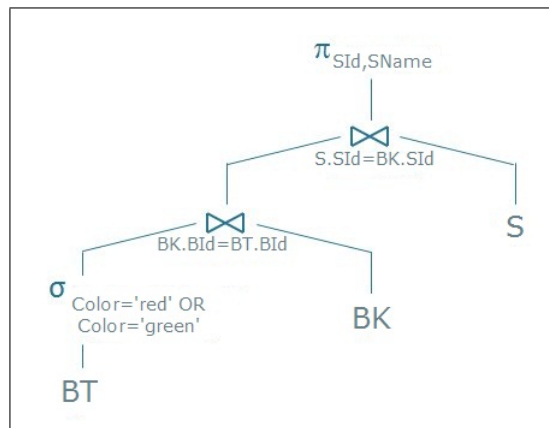 π SId,SName
⋈
S.SId=BK.SId
S
⋈
BK.BId=BT.BId
σ Color='red' OR
Color='green'
BK
BT